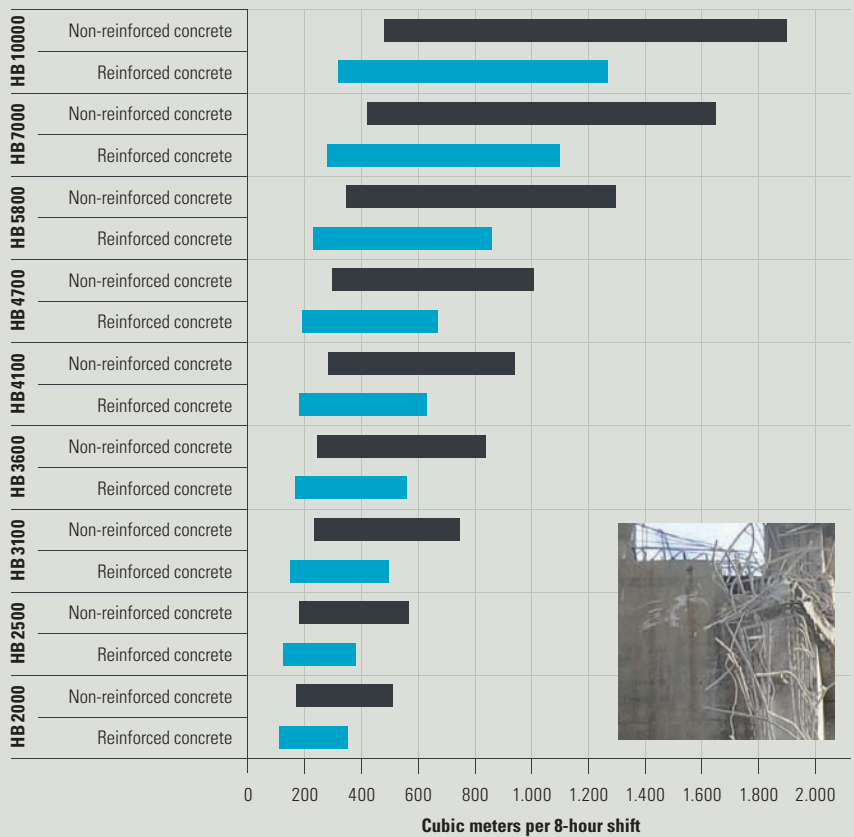 HB 10000
Non-reinforced concrete
Reinforced concrete
HB 7000
Non-reinforced concrete
Reinforced concrete
HB 5800
Non-reinforced concrete
Reinforced concrete
HB 4700
Non-reinforced concrete
Reinforced concrete
HB 4100
Non-reinforced concrete
Reinforced concrete
HB 3600
Non-reinforced concrete
Reinforced concrete
HB 3100
Non-reinforced concrete
Reinforced concrete
HB 2500
Non-reinforced concrete
Reinforced concrete
HB 2000
Non-reinforced concrete
Reinforced concrete
0 200 400 600 800 1.000 1.200 1.400 1.600 1.800 2.000
Cubic meters per 8-hour shift